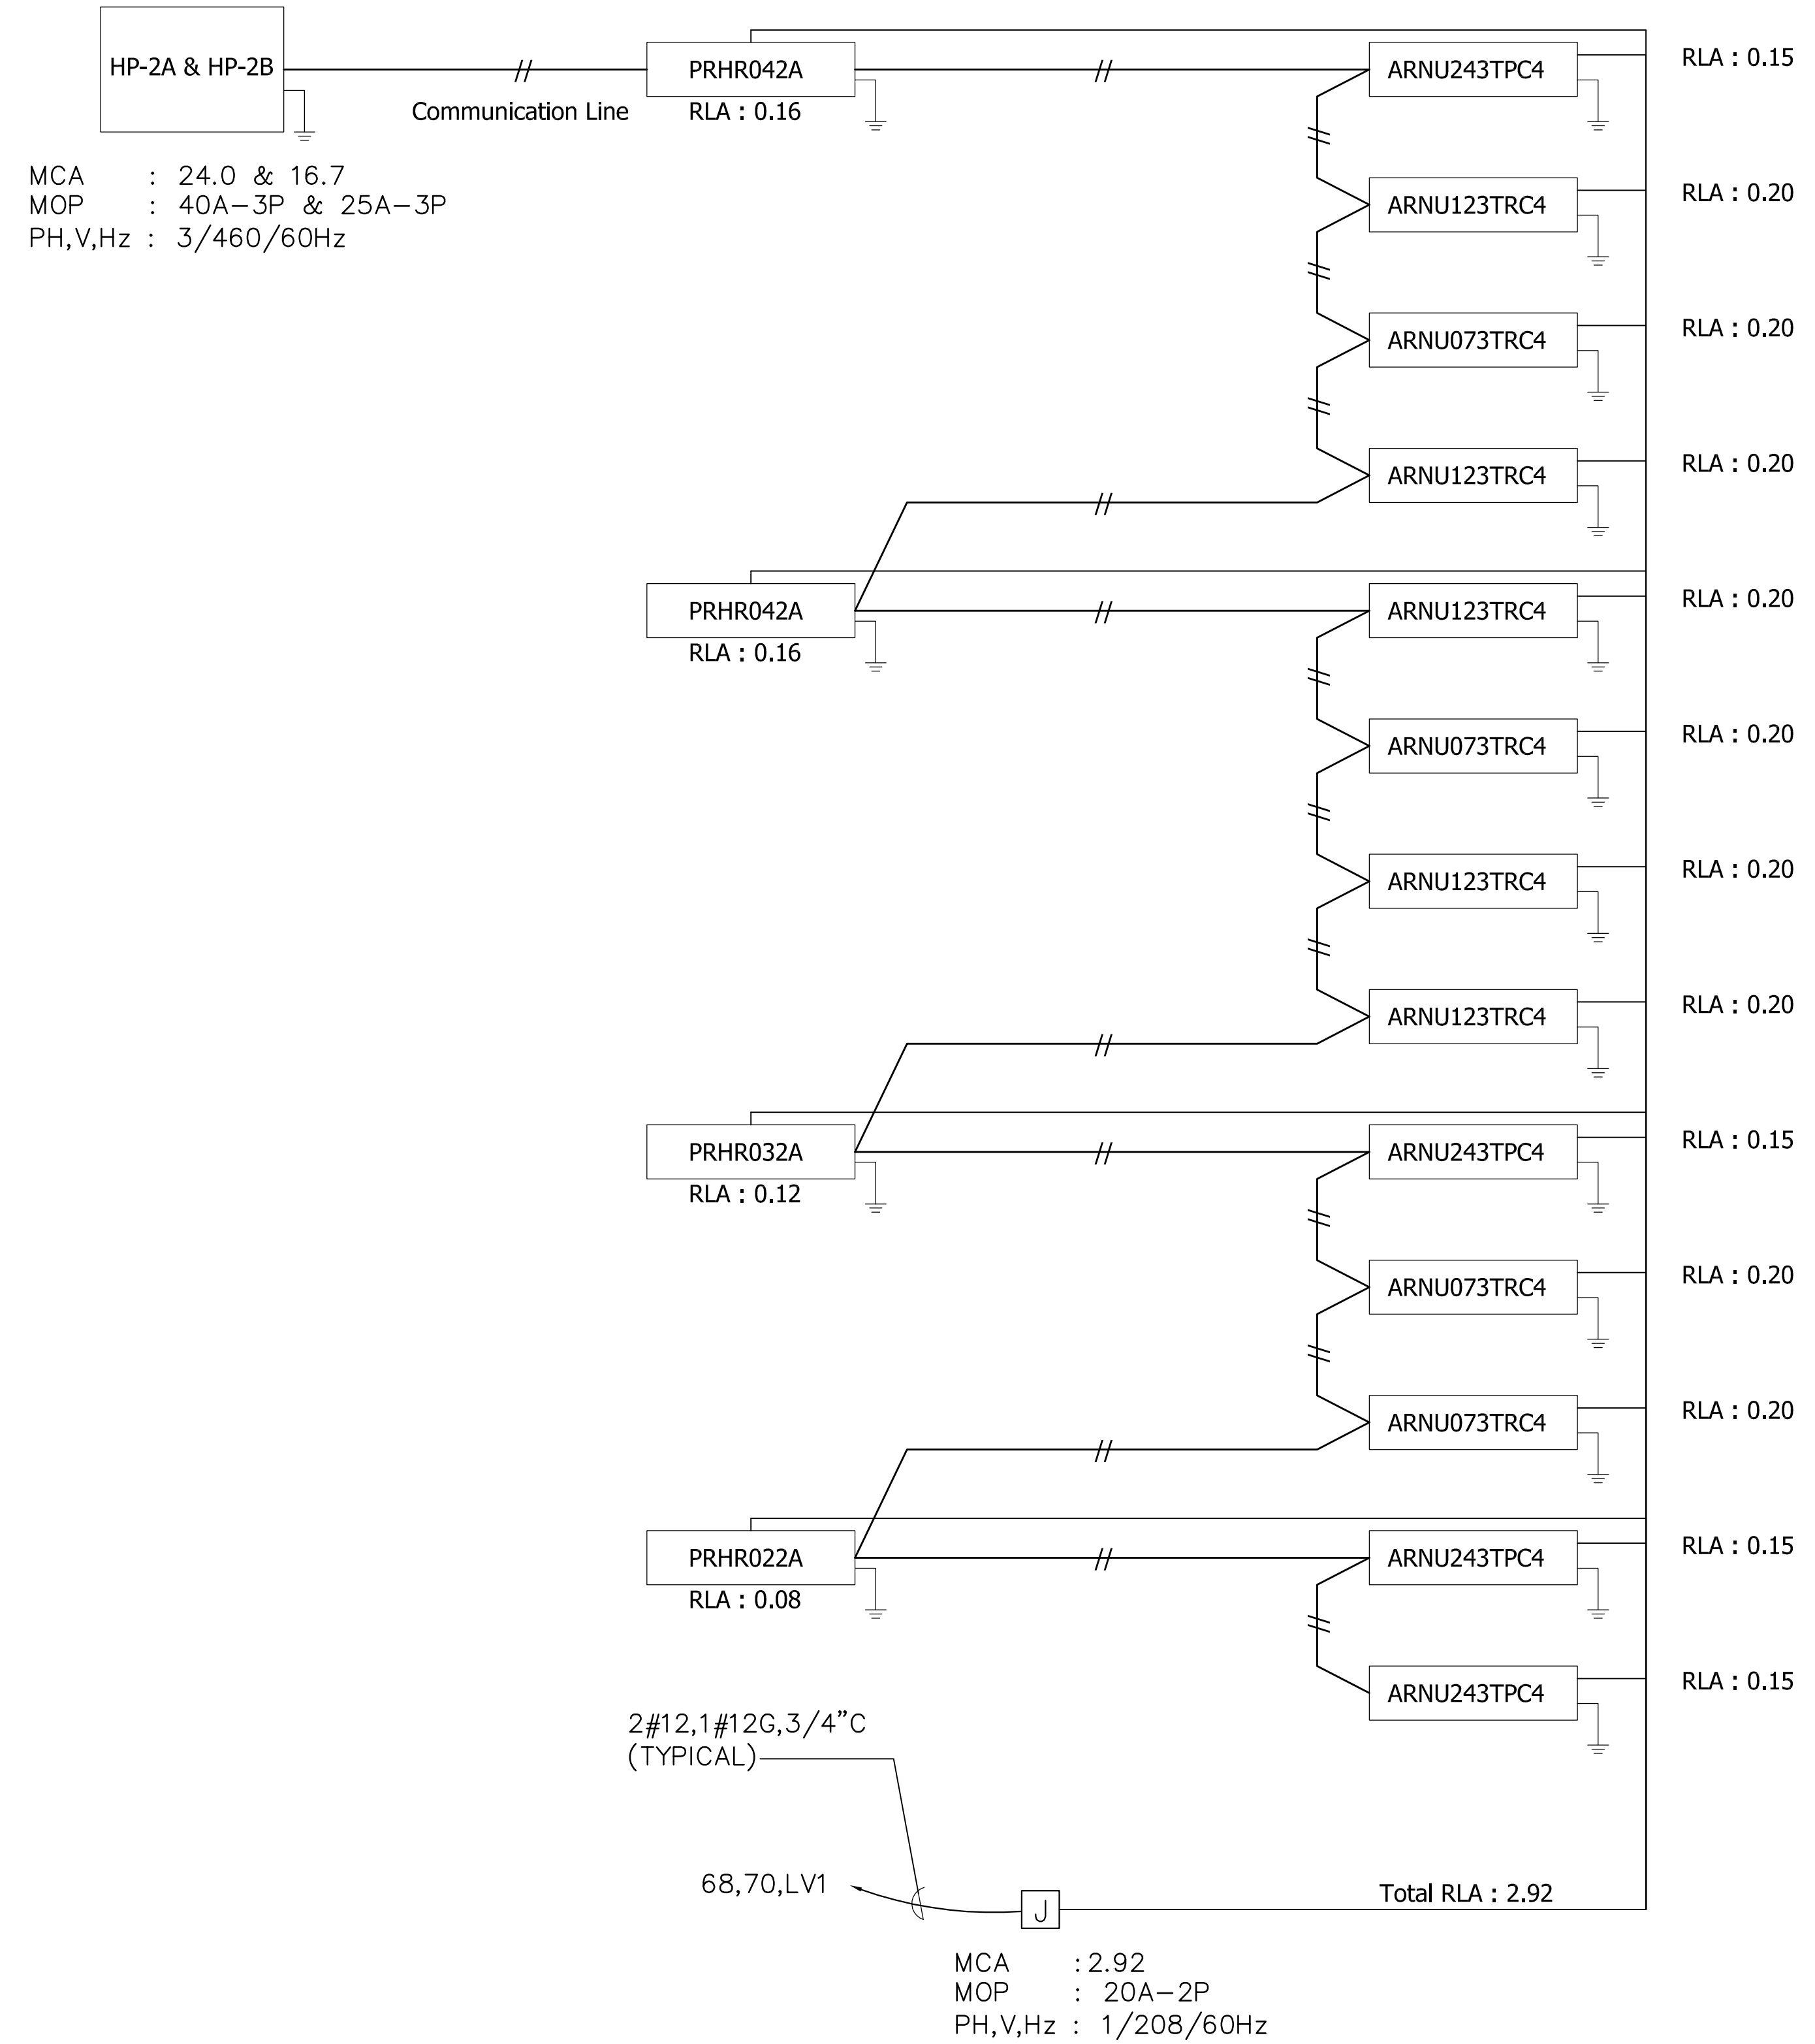 HP-2A & HP-2B
Communication Line
MCA : 24.0 & 16.7
MOP : 40A-3P & 25A-3P
PH,V,Hz : 3/460/60Hz
PRHR042A
RLA : 0.16
ARNU243TPC4
RLA : 0.15
ARNU123TRC4
RLA : 0.20
ARNU073TRC4
RLA : 0.20
ARNU123TRC4
RLA : 0.20
PRHR042A
RLA : 0.16
ARNU123TRC4
RLA : 0.20
ARNU073TRC4
RLA : 0.20
ARNU123TRC4
RLA : 0.20
ARNU123TRC4
RLA : 0.20
PRHR032A
RLA : 0.12
ARNU243TPC4
RLA : 0.15
ARNU073TRC4
RLA : 0.20
ARNU073TRC4
RLA : 0.20
PRHR022A
RLA : 0.08
ARNU243TPC4
RLA : 0.15
ARNU243TPC4
RLA : 0.15
2#12,1#12G,3/4”C
(TYPICAL)
68,70,LV1
J
Total RLA : 2.92
MCA :2.92
MOP : 20A-2P
PH,V,Hz : 1/208/60Hz